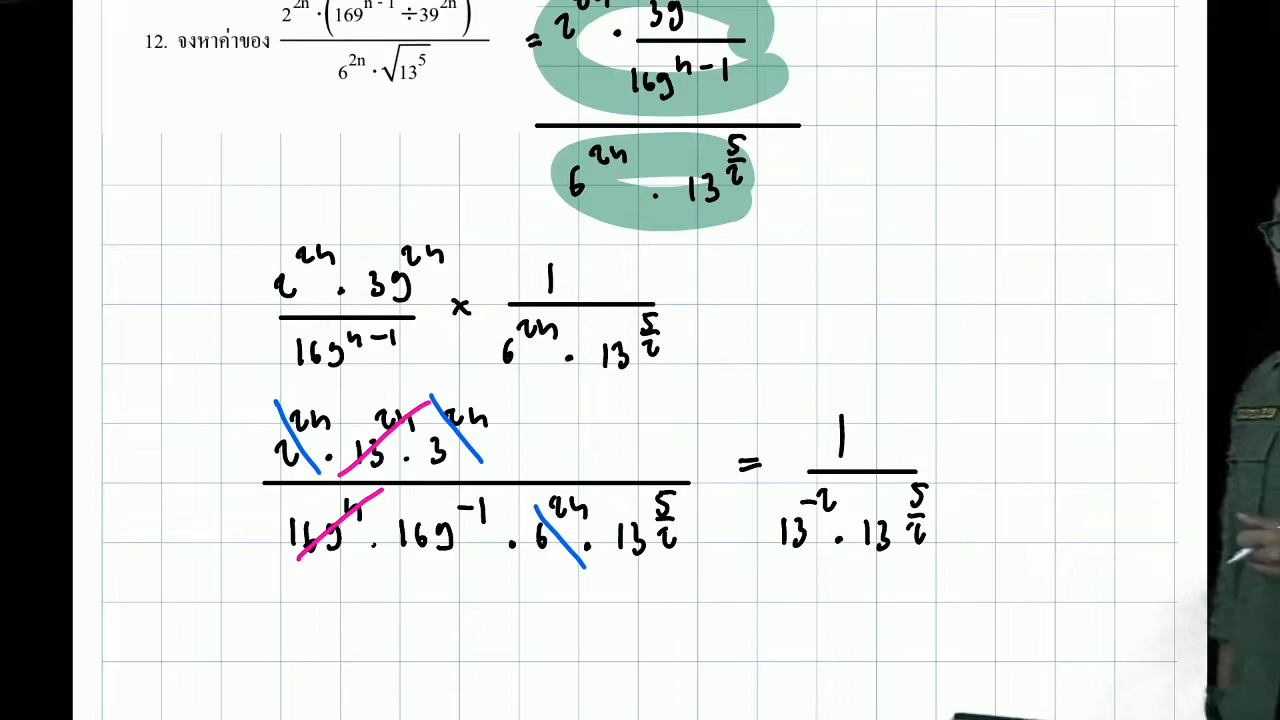 12. จงหาค่าของ 2^2n · (169^n - 1 ÷ 39^2n) / 6^2n · √13^5 = 2^2n · 39 / 169^n-1
6^2n · 13^5/2
2^2n · 39^2n / 169^n-1 × 1 / 6^2n · 13^5/2
2^2n · 13^2n · 3^2n / 169^n · 169^-1 · 6^2n · 13^5/2 = 1 / 13^-2 · 13^5/2